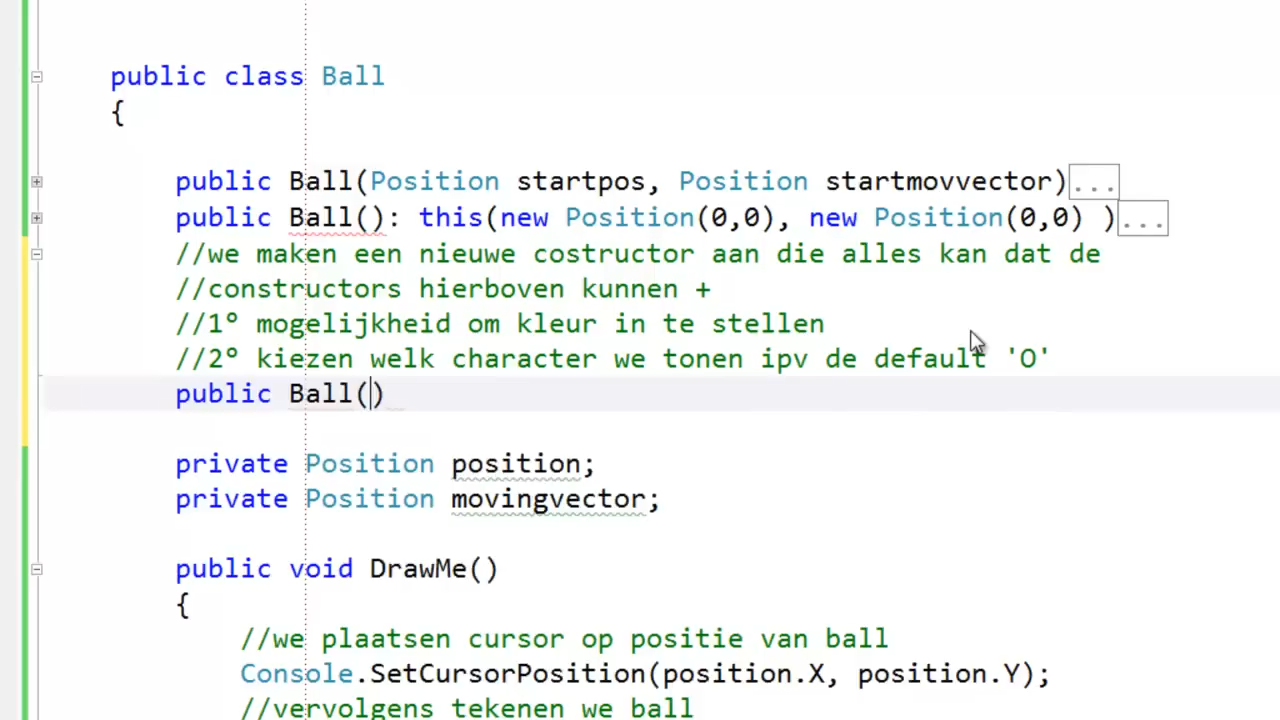 public class Ball
{
public Ball(Position startpos, Position startmovvector)...
public Ball(): this(new Position(0,0), new Position(0,0) )...
//we maken een nieuwe costructor aan die alles kan dat de
//constructors hierboven kunnen +
//1° mogelijkheid om kleur in te stellen
//2° kiezen welk character we tonen ipv de default 'O'
public Ball()
private Position position;
private Position movingvector;
public void DrawMe()
{
//we plaatsen cursor op positie van ball
Console.SetCursorPosition(position.X, position.Y);
//vervolgens tekenen we ball